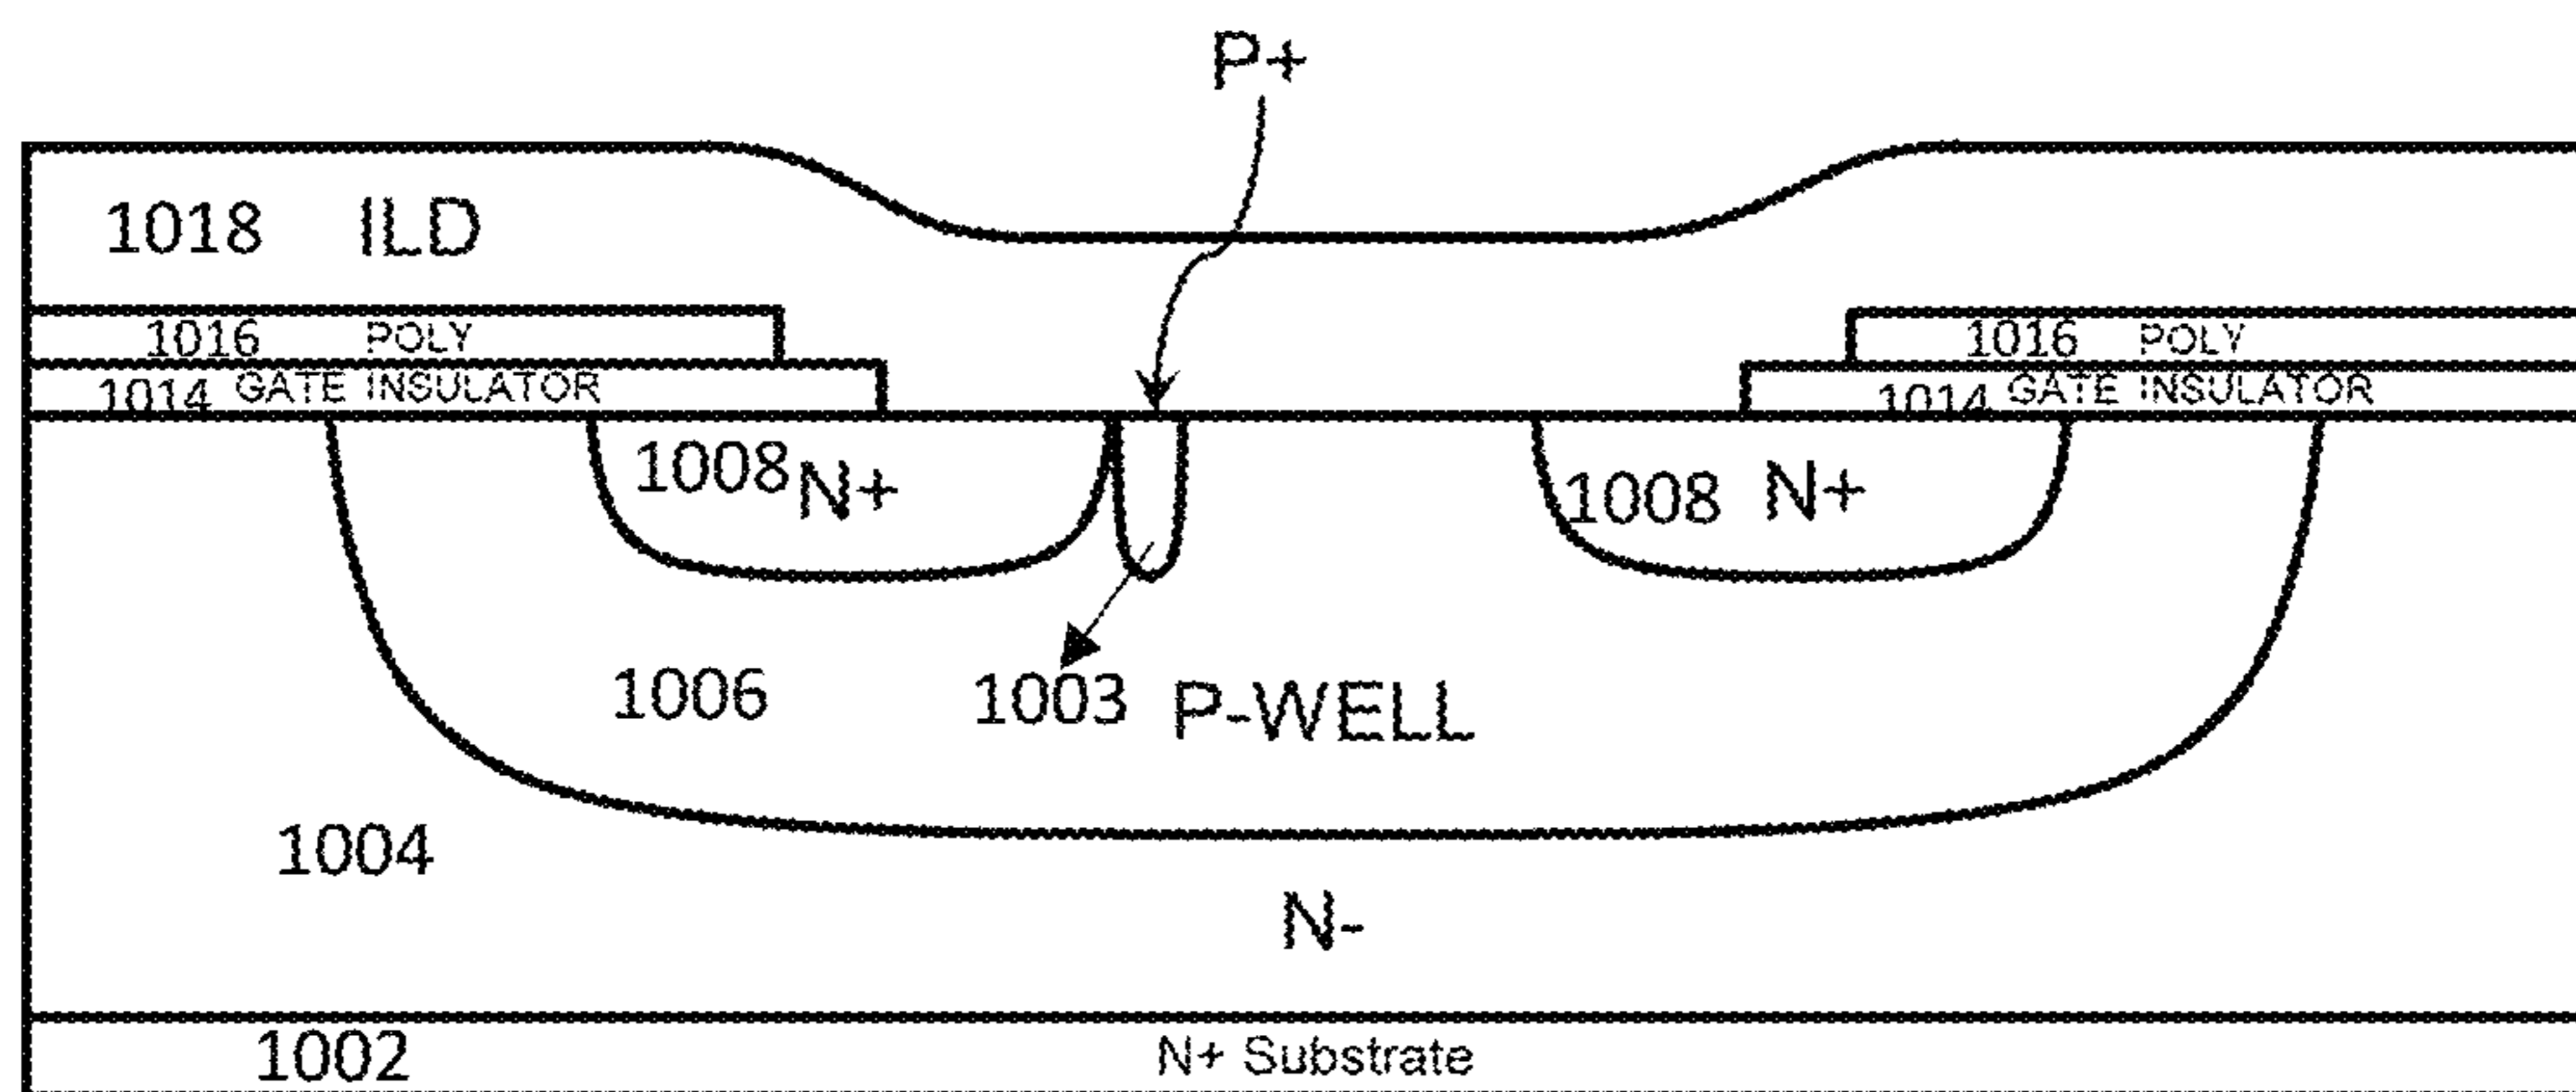 P+
1018 ILD
1016 POLY
1016 POLY
1014 GATE INSULATOR
1014 GATE INSULATOR
1008 N+
1008 N+
1006
1003 P-WELL
1004
N-
1002
N+ Substrate